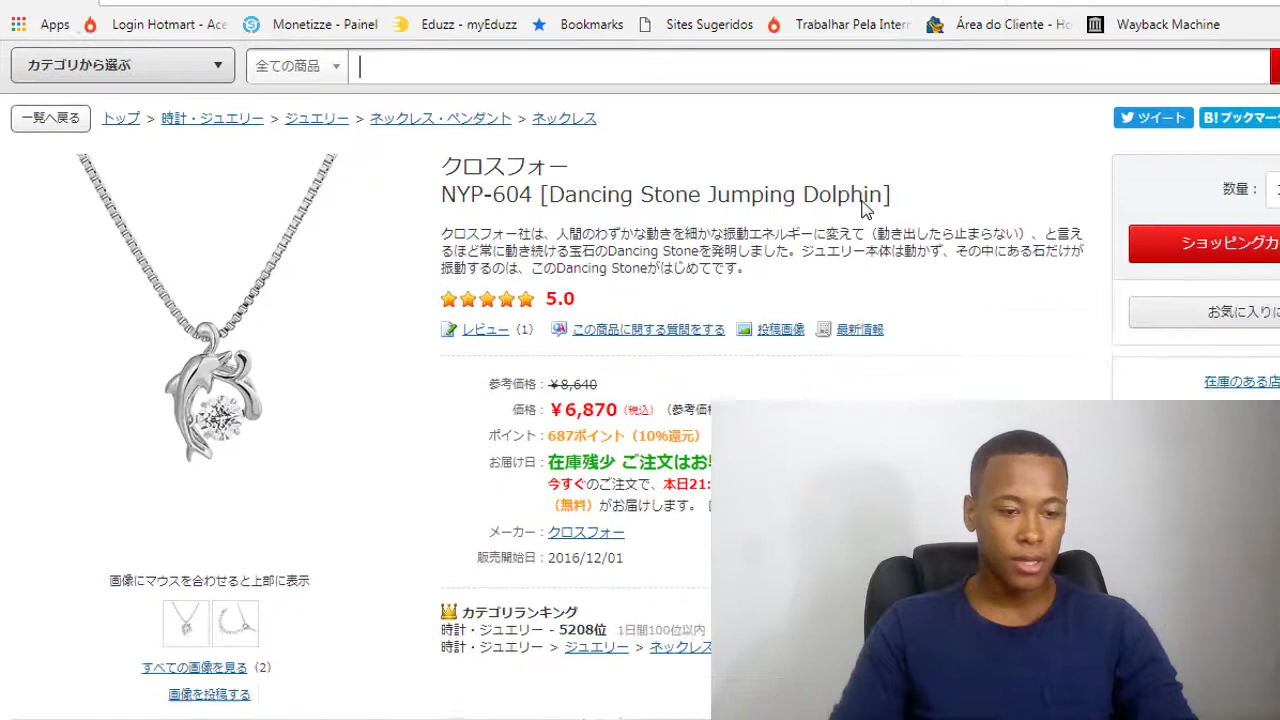 Apps Login Hotmart - Ace Monetizze - Painel Eduzz - myEduzz Bookmarks Sites Sugeridos Trabalhar Pela Inter Área do Cliente - Ho Wayback Machine
カテゴリから選ぶ 全ての商品
一覧へ戻る トップ > 時計・ジュエリー > ジュエリー > ネックレス・ペンダント > ネックレス ツイート B! ブックマー
クロスフォー
NYP-604 [Dancing Stone Jumping Dolphin]
数量：
クロスフォー社は、人間のわずかな動きを細かな振動エネルギーに変えて（動き出したら止まらない）、と言え
るほど常に動き続ける宝石のDancing Stoneを発明しました。ジュエリー本体は動かず、その中にある石だけが
振動するのは、このDancing Stoneがはじめてです。
ショッピングカ
5.0
お気に入りに
レビュー (1) この商品に関する質問をする 投稿画像 最新情報
在庫のある店
参考価格： ￥8,640
価格： ￥6,870 (税込) （参考価格
ポイント： 687ポイント（10%還元）
お届け日： 在庫残少 ご注文はお
今すぐのご注文で、本日21:
（無料）がお届けします。
メーカー： クロスフォー
販売開始日： 2016/12/01
画像にマウスを合わせると上部に表示
すべての画像を見る (2)
画像を投稿する
カテゴリランキング
時計・ジュエリー - 5208位 1日間100位以内
時計・ジュエリー > ジュエリー > ネックレス